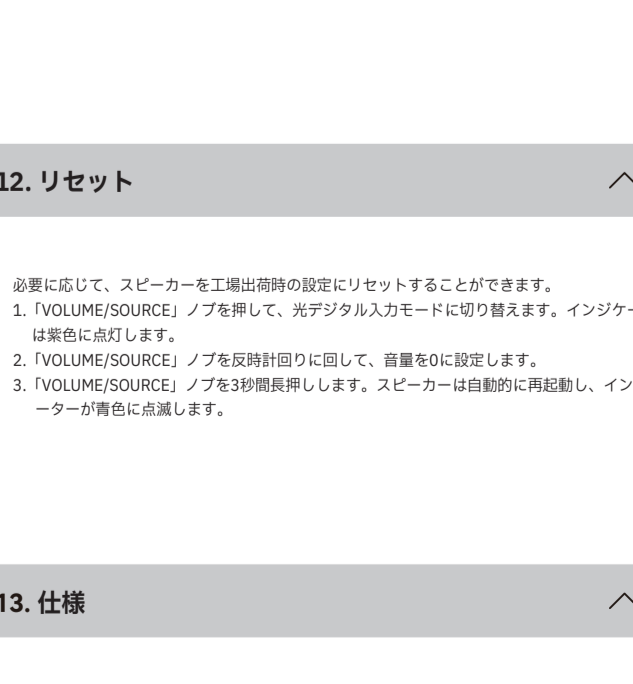 12. リセット
必要に応じて、スピーカーを工場出荷時の設定にリセットすることができます。
1.「VOLUME/SOURCE」ノブを押して、光デジタル入力モードに切り替えます。インジケー
は紫色に点灯します。
2.「VOLUME/SOURCE」ノブを反時計回りに回して、音量を0に設定します。
3.「VOLUME/SOURCE」ノブを3秒間長押しします。スピーカーは自動的に再起動し、イン
ーターが青色に点滅します。
13. 仕様